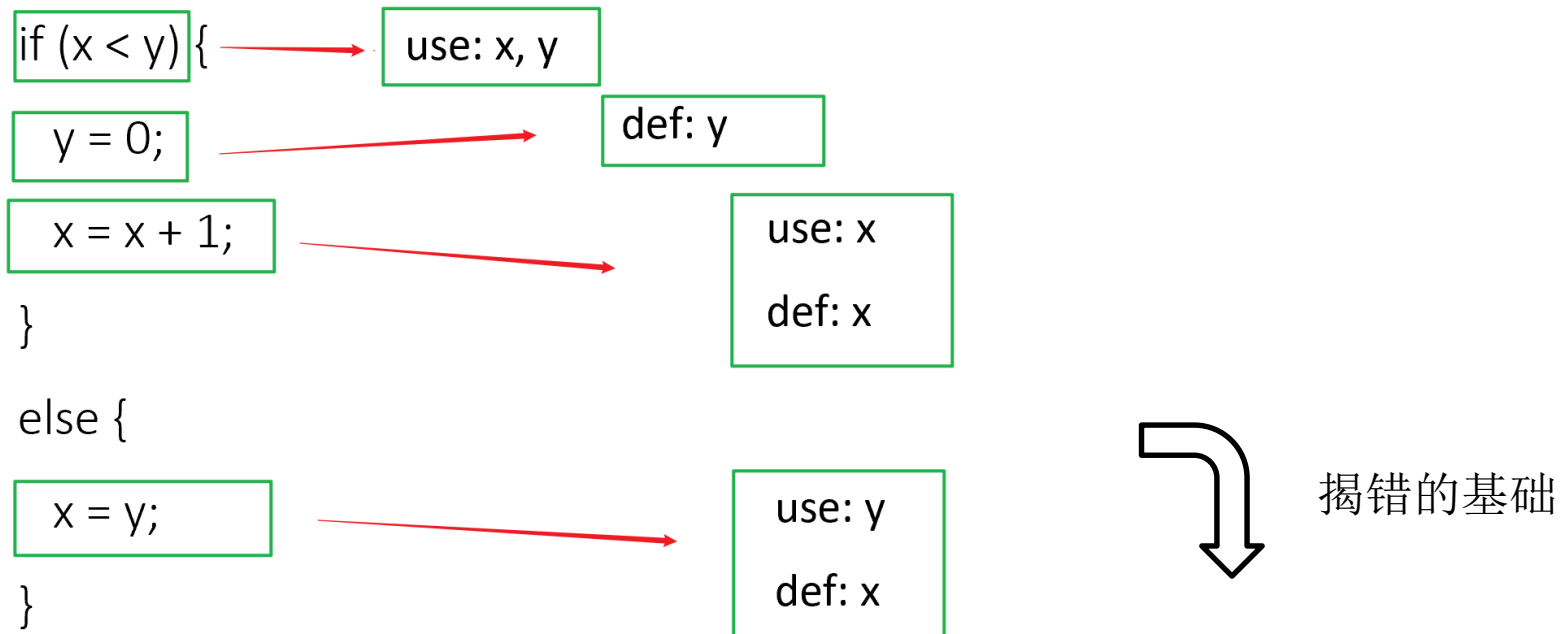 if (x < y) {
use: x, y
y = 0;
def: y
x = x + 1;
use: x
def: x
}
else {
x = y;
use: y
def: x
}
揭错的基础